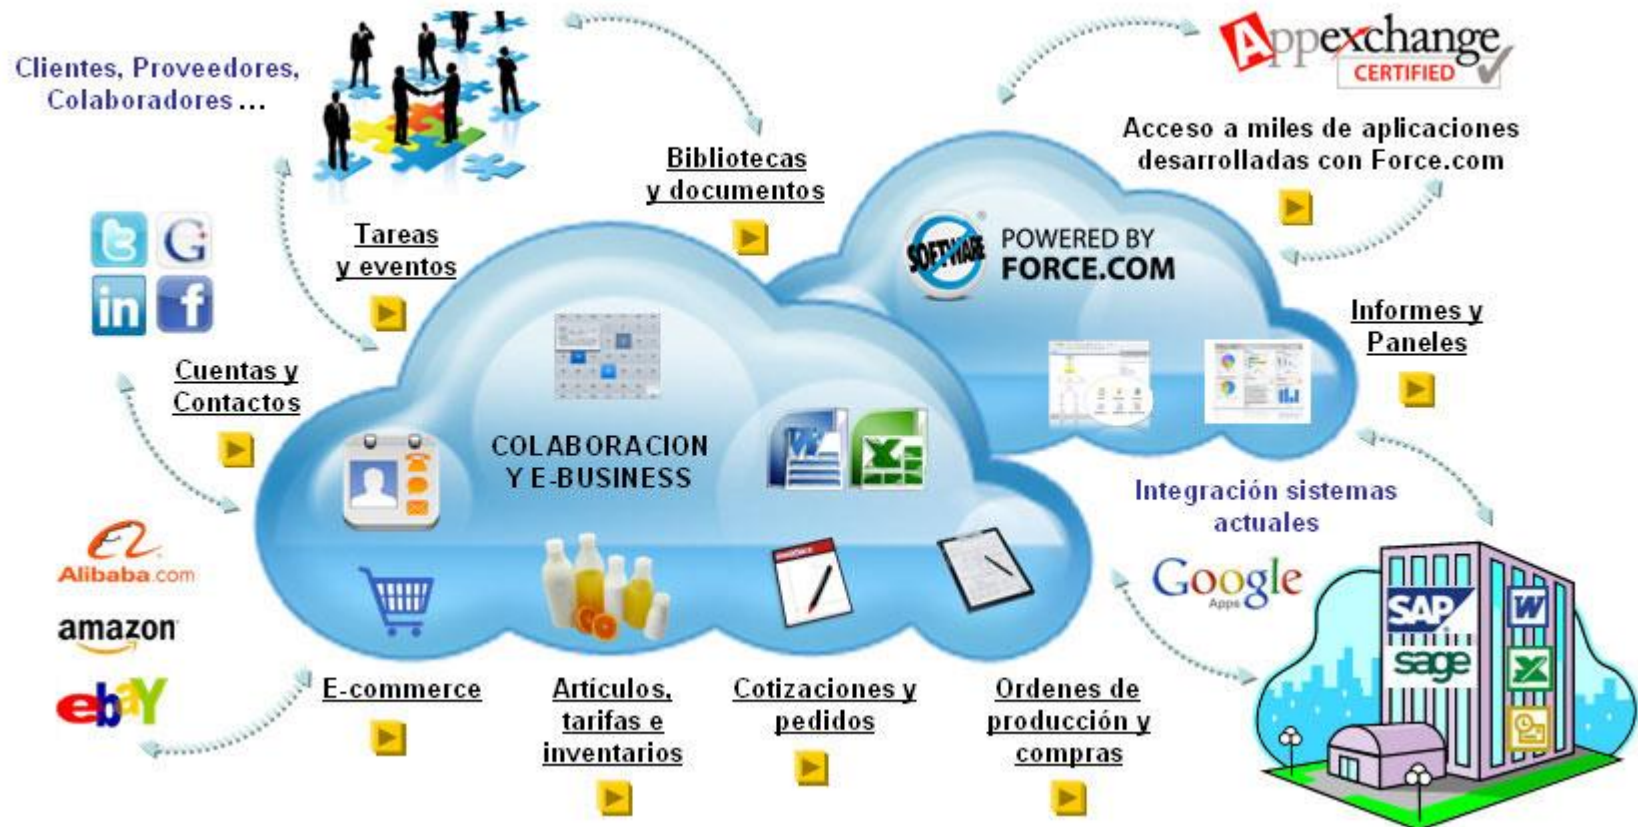 Clientes, Proveedores,
Colaboradores...
Appexchange
CERTIFIED
Acceso a miles de aplicaciones
desarrolladas con Force.com
Bibliotecas
y documentos
Tareas
y eventos
SOFTWARE
POWERED BY
FORCE.COM
in
f
G
Informes y
Paneles
Cuentas y
Contactos
COLABORACION
Y E-BUSINESS
W
X
Integración sistemas
actuales
Google
Apps
Alibaba.com
amazon
ebaY
SAP
sage
W
X
E-commerce
Artículos,
tarifas e
inventarios
Cotizaciones y
pedidos
Ordenes de
producción y
compras